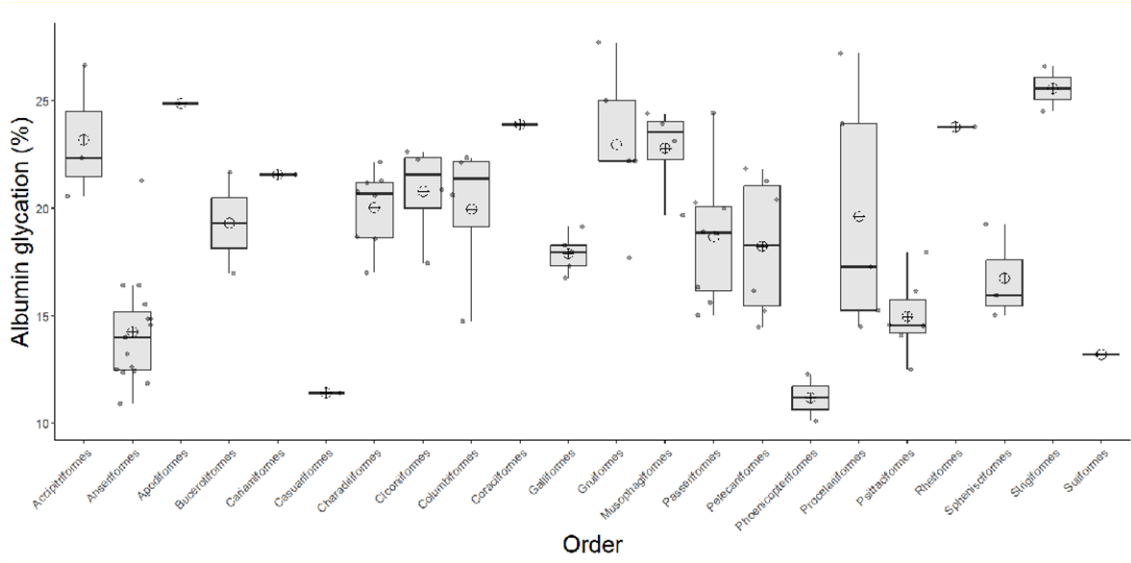 Albumin glycation (%)
25
20
15
10
Accipitriformes
Anseriformes
Apodiformes
Bucerotiformes
Cariamiformes
Casuariiformes
Charadriiformes
Ciconiiformes
Columbiformes
Coraciiformes
Galliformes
Gruiformes
Musophagiformes
Passeriformes
Pelecaniformes
Phoenicopteriformes
Procelariiformes
Psittaciformes
Rheiformes
Sphenisciformes
Strigiformes
Suliformes
Order